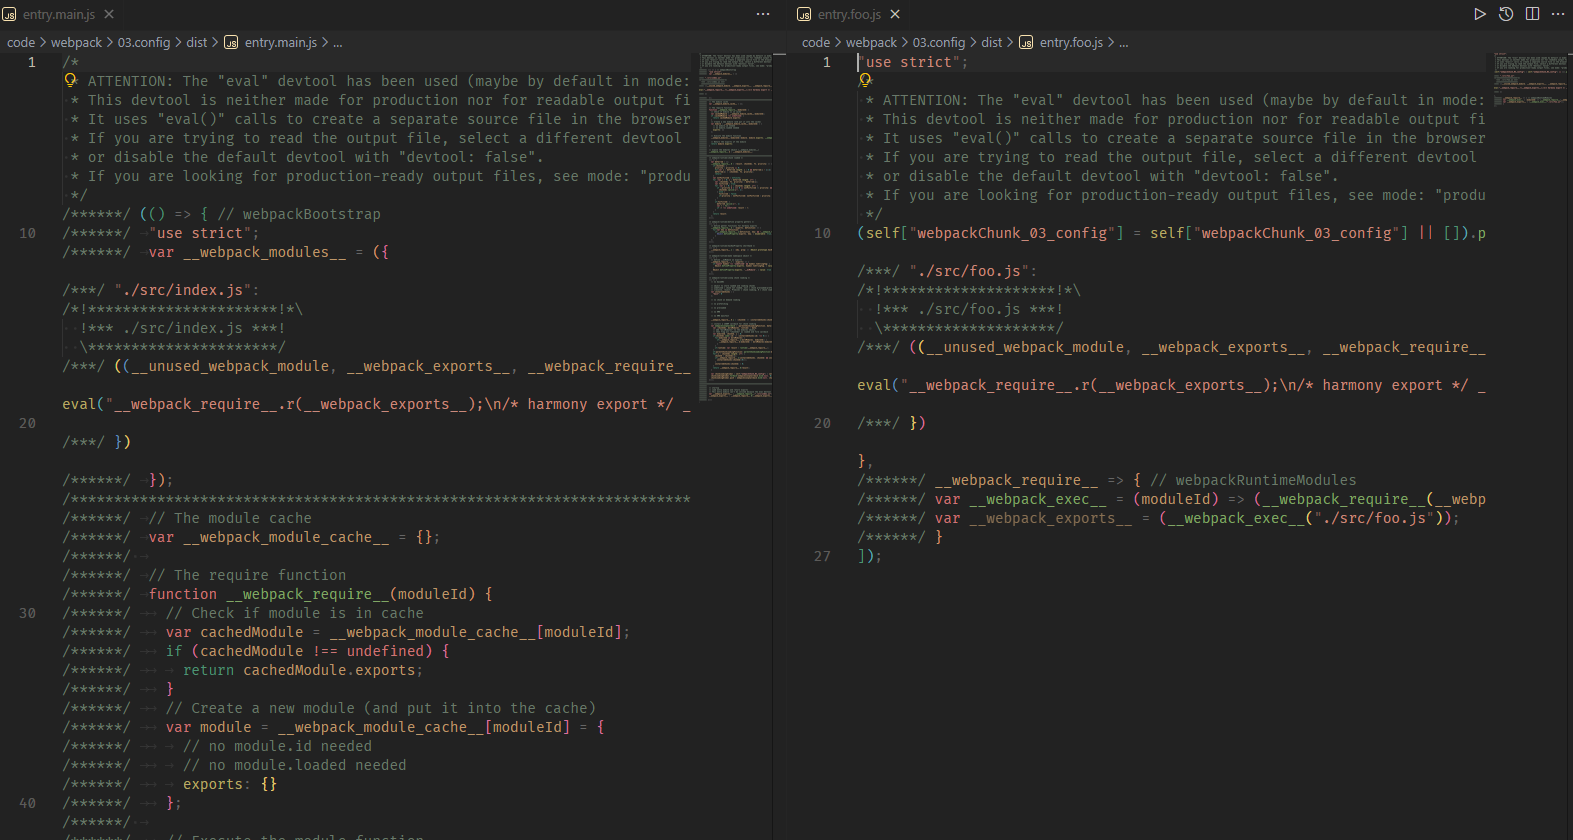 entry.main.js
code > webpack > 03.config > dist > JS entry.main.js > ...
1 /*
* ATTENTION: The "eval" devtool has been used (maybe by default in mode:
* This devtool is neither made for production nor for readable output fi
* It uses "eval()" calls to create a separate source file in the browser
* If you are trying to read the output file, select a different devtool
* or disable the default devtool with "devtool: false".
* If you are looking for production-ready output files, see mode: "produ
*/
/******/ (() => { // webpackBootstrap
10 /******/ "use strict";
/******/ var __webpack_modules__ = ({
/***/ "./src/index.js":
/*!**********************!*\
!*** ./src/index.js ***!
\**********************/
/***/ ((__unused_webpack_module, __webpack_exports__, __webpack_require__
eval("__webpack_require__.r(__webpack_exports__);\n/* harmony export */ _
20
/***/ })
/******/ });
/************************************************************************
/******/ // The module cache
/******/ var __webpack_module_cache__ = {};
/******/
/******/ // The require function
/******/ function __webpack_require__(moduleId) {
30 /******/ // Check if module is in cache
/******/ var cachedModule = __webpack_module_cache__[moduleId];
/******/ if (cachedModule !== undefined) {
/******/ return cachedModule.exports;
/******/ }
/******/ // Create a new module (and put it into the cache)
/******/ var module = __webpack_module_cache__[moduleId] = {
/******/ // no module.id needed
/******/ // no module.loaded needed
/******/ exports: {}
40 /******/ };
/******/
/******/ // Execute the module function
entry.foo.js
code > webpack > 03.config > dist > JS entry.foo.js > ...
1 "use strict";
/*
* ATTENTION: The "eval" devtool has been used (maybe by default in mode:
* This devtool is neither made for production nor for readable output fi
* It uses "eval()" calls to create a separate source file in the browser
* If you are trying to read the output file, select a different devtool
* or disable the default devtool with "devtool: false".
* If you are looking for production-ready output files, see mode: "produ
*/
10 (self["webpackChunk_03_config"] = self["webpackChunk_03_config"] || []).p
/***/ "./src/foo.js":
/*!********************!*\
!*** ./src/foo.js ***!
\********************/
/***/ ((__unused_webpack_module, __webpack_exports__, __webpack_require__
eval("__webpack_require__.r(__webpack_exports__);\n/* harmony export */ _
20 /***/ })
},
/******/ __webpack_require__ => { // webpackRuntimeModules
/******/ var __webpack_exec__ = (moduleId) => (__webpack_require__(__webp
/******/ var __webpack_exports__ = (__webpack_exec__("./src/foo.js"));
/******/ }
27 ]);